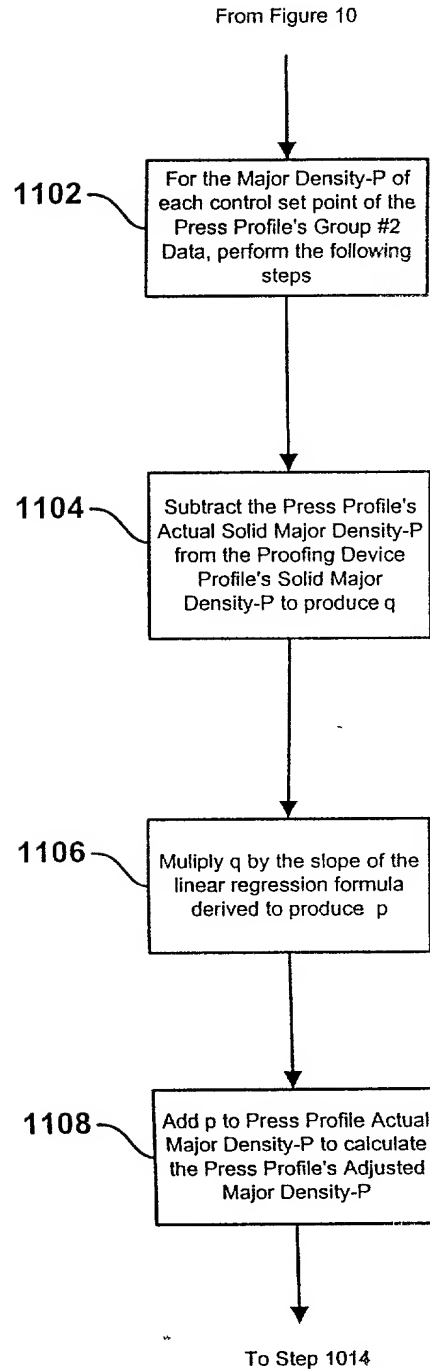 From Figure 10
1102
For the Major Density-P of
each control set point of the
Press Profile's Group #2
Data, perform the following
steps
1104
Subtract the Press Profile's
Actual Solid Major Density-P
from the Proofing Device
Profile's Solid Major
Density-P to produce q
1106
Muliply q by the slope of the
linear regression formula
derived to produce p
1108
Add p to Press Profile Actual
Major Density-P to calculate
the Press Profile's Adjusted
Major Density-P
To Step 1014